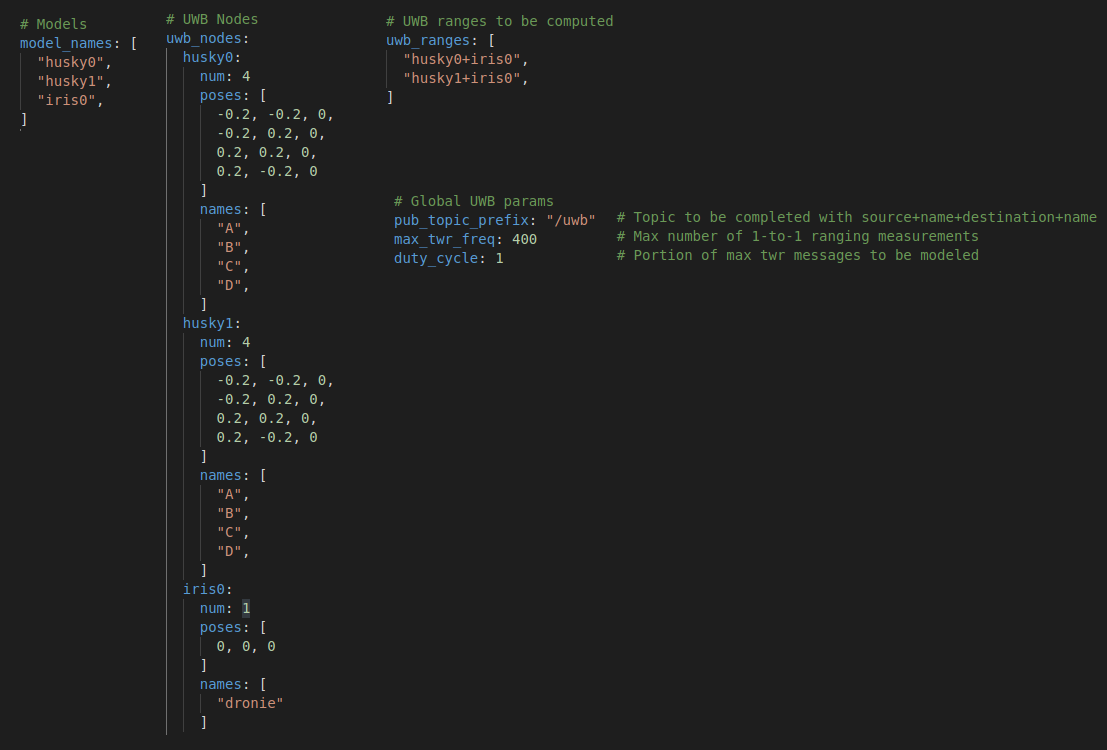 # Models
model_names: [
"husky0",
"husky1",
"iris0",
]
# UWB Nodes
uwb_nodes:
husky0:
num: 4
poses: [
-0.2, -0.2, 0,
-0.2, 0.2, 0,
0.2, 0.2, 0,
0.2, -0.2, 0
]
names: [
"A",
"B",
"C",
"D",
]
husky1:
num: 4
poses: [
-0.2, -0.2, 0,
-0.2, 0.2, 0,
0.2, 0.2, 0,
0.2, -0.2, 0
]
names: [
"A",
"B",
"C",
"D",
]
iris0:
num: 1
poses: [
0, 0, 0
]
names: [
"dronie"
]
# UWB ranges to be computed
uwb_ranges: [
"husky0+iris0",
"husky1+iris0",
]
# Global UWB params
pub_topic_prefix: "/uwb" # Topic to be completed with source+name+destination+name
max_twr_freq: 400 # Max number of 1-to-1 ranging measurements
duty_cycle: 1 # Portion of max twr messages to be modeled